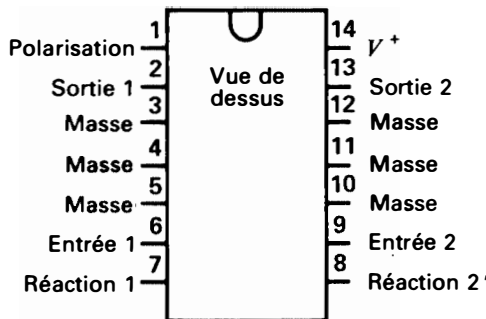 1 14
Polarisation V+
2 Vue de 13
Sortie 1 dessus Sortie 2
3 12
Masse Masse
4 11
Masse Masse
5 10
Masse Masse
6 9
Entrée 1 Entrée 2
7 8
Réaction 1 Réaction 2